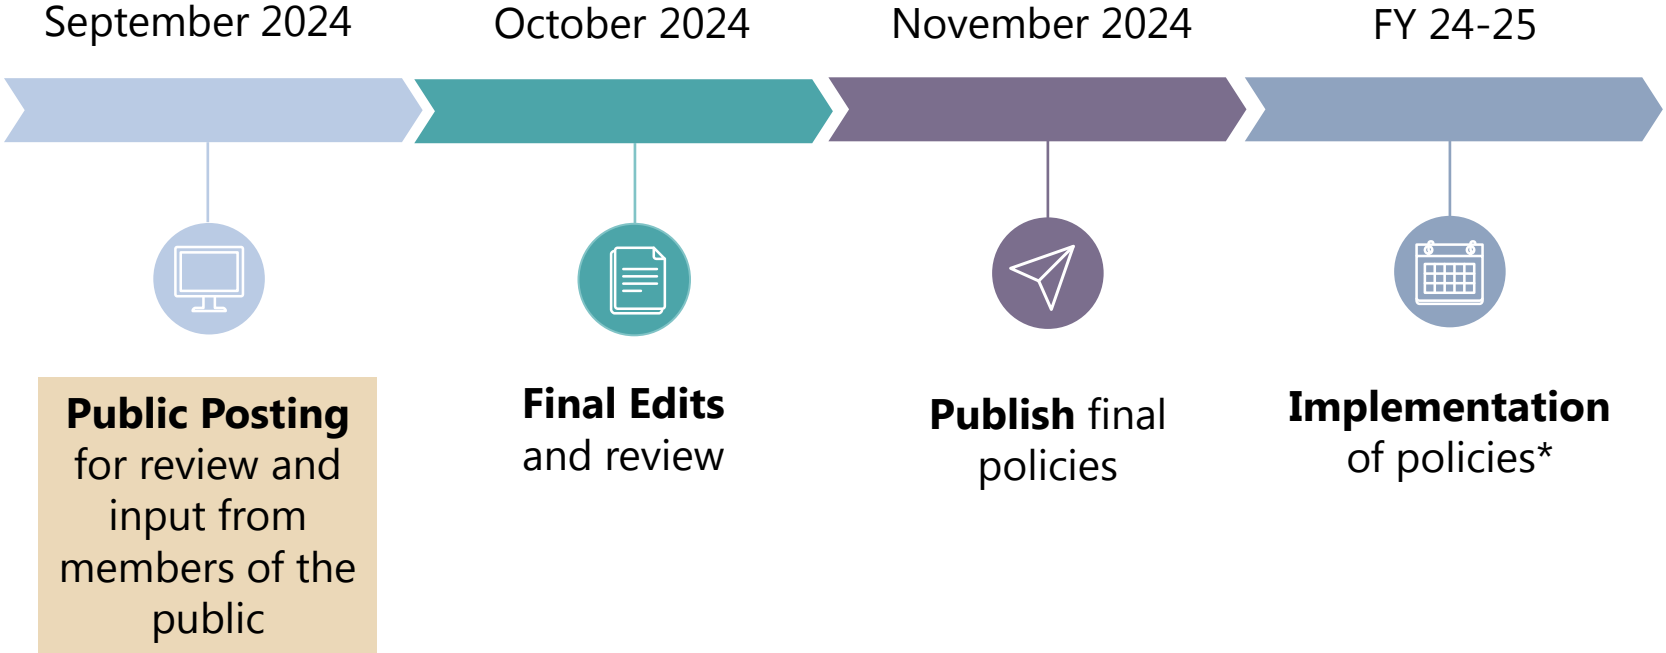 September 2024
October 2024
November 2024
FY 24-25
Public Posting
for review and
input from
members of the
public
Final Edits
and review
Publish final
policies
Implementation
of policies*